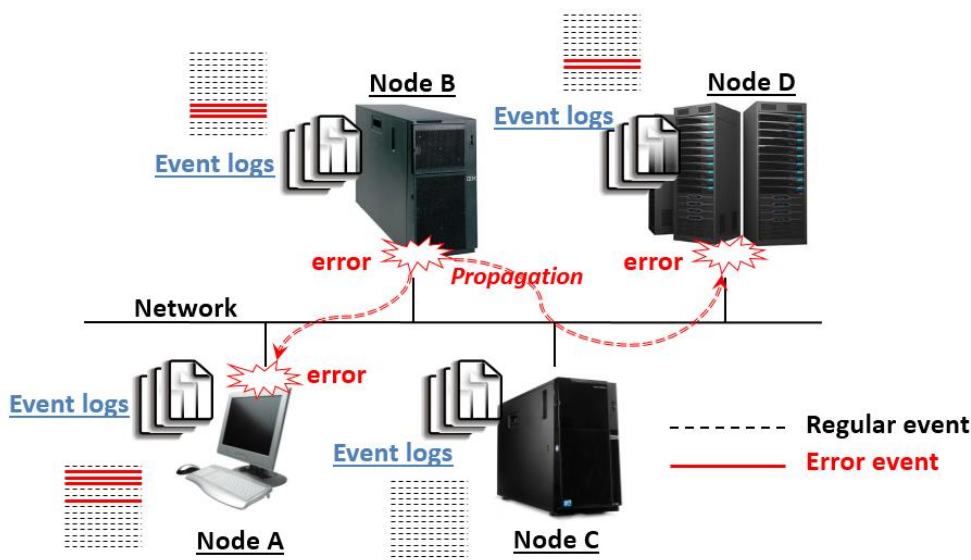 Node B
Node D
Event logs
Event logs
error
Propagation
error
Network
error
Event logs
Event logs
Regular event
Error event
Node A
Node C